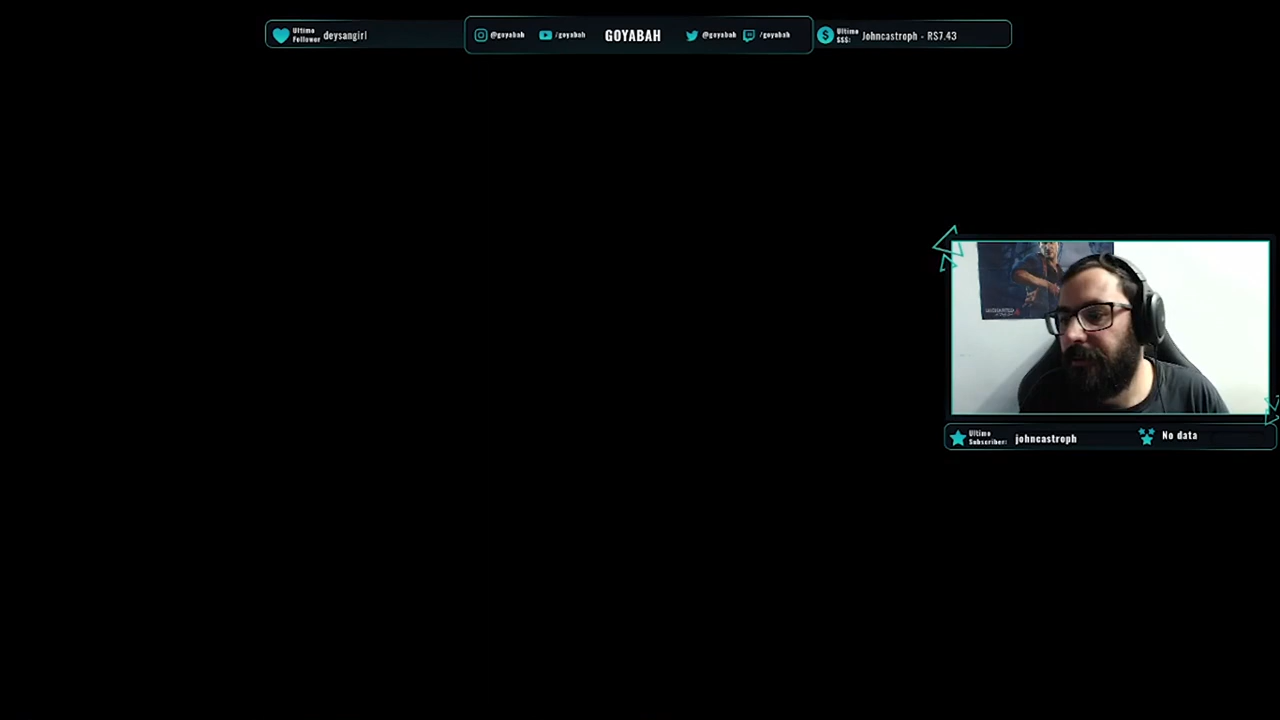 Ultimo
Follower deysangirl
@goyabah /goyabah GOYABAH @goyabah /goyabah
Ultimo
$$$: Johncastroph - R$7.43
Ultimo
Subscriber: johncastroph
No data